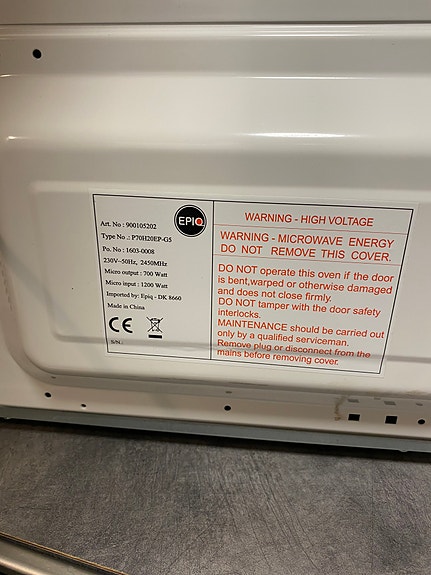 EPIQ
Art. No : 900105202
Type No .: P70H20EP-G5
Po. No : 1603-0008
230V~50Hz, 2450MHz
Micro output : 700 Watt
Micro input : 1200 Watt
Imported by: Epiq - DK 8660
Made in China
CE
S/N.:
WARNING - HIGH VOLTAGE
WARNING - MICROWAVE ENERGY
DO NOT REMOVE THIS COVER.
DO NOT operate this oven if the door
is bent,warped or otherwise damaged
and does not close firmly.
DO NOT tamper with the door safety
interlocks.
MAINTENANCE should be carried out
only by a qualified serviceman.
Remove plug or disconnect from the
mains before removing cover.